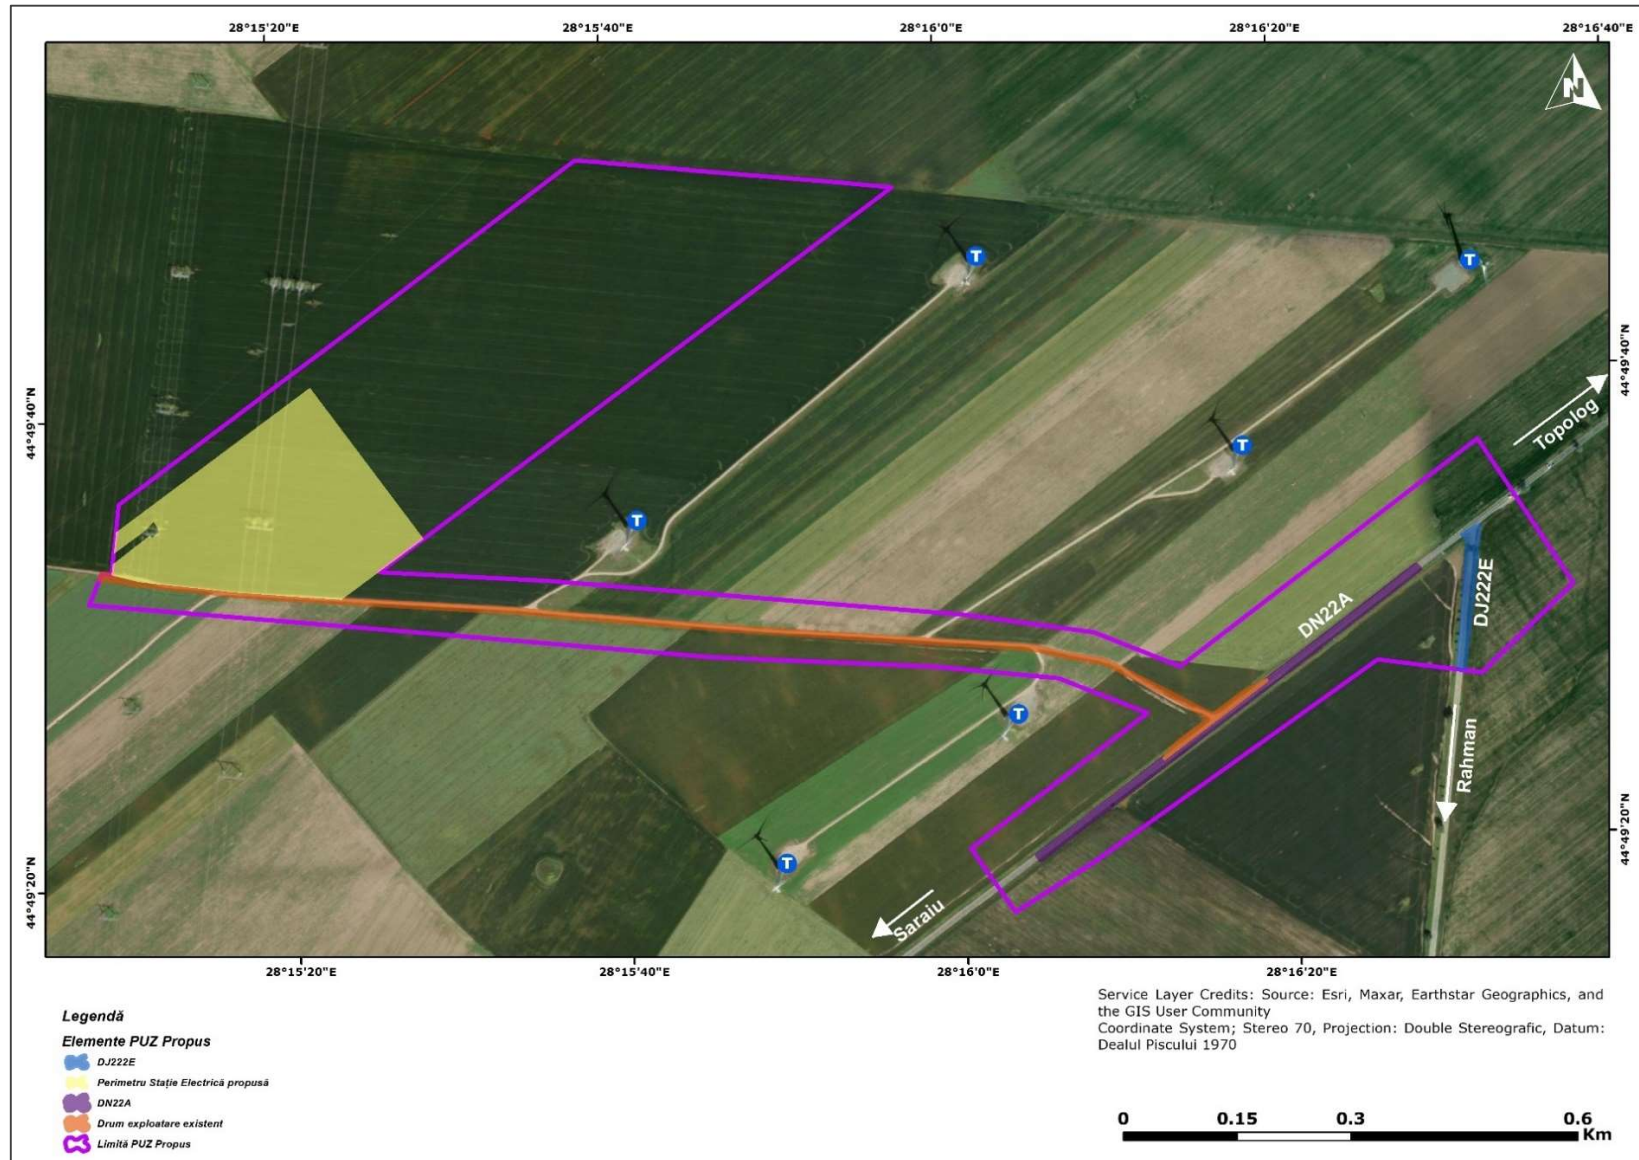 28°15'20"E
28°15'40"E
28°16'0"E
28°16'20"E
28°16'40"E
N
T
T
44°49'40"N
44°49'40"N
Topolog
T
T
DJ222E
DN22A
T
Rahman
44°49'20"N
T
44°49'20"N
Saraiu
28°15'20"E
28°15'40"E
28°16'0"E
28°16'20"E
Legendă
Elemente PUZ Propus
DJ222E
Perimetru Stație Electrică propusă
DN22A
Drum exploatare existent
Limită PUZ Propus
Service Layer Credits: Source: Esri, Maxar, Earthstar Geographics, and
the GIS User Community
Coordinate System; Stereo 70, Projection: Double Stereografic, Datum:
Dealul Piscului 1970
0 0.15 0.3 0.6
Km